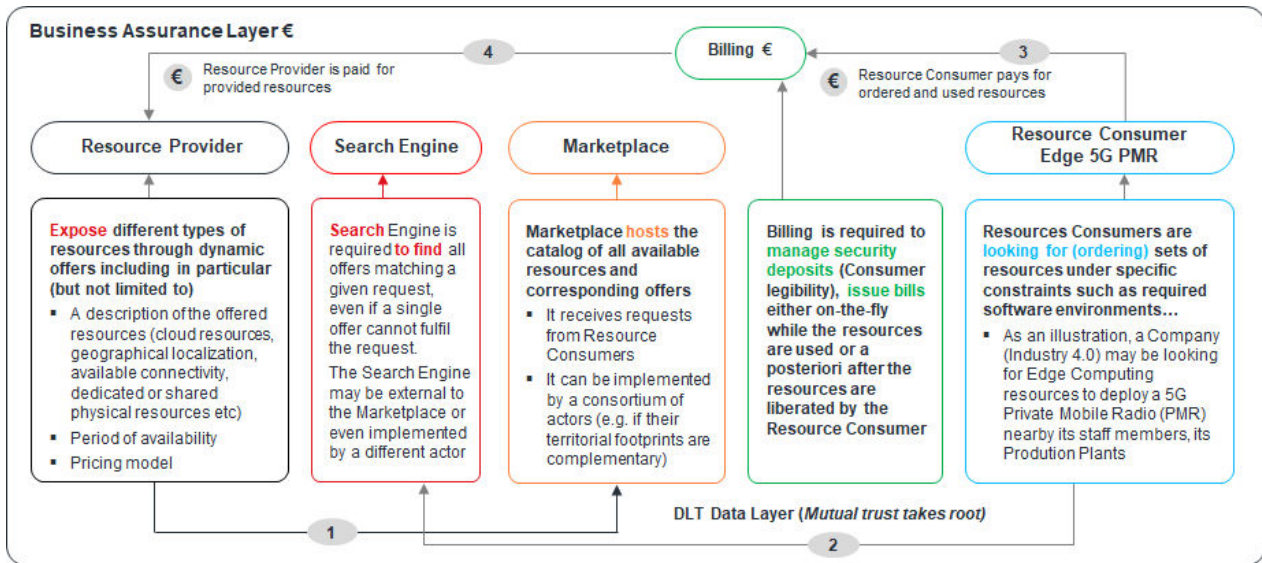 Business Assurance Layer €
4
Billing €
3
€
Resource Provider is paid for
provided resources
€
Resource Consumer pays for
ordered and used resources
Resource Provider
Search Engine
Marketplace
Resource Consumer
Edge 5G PMR
Expose different types of
resources through dynamic
offers including in particular
(but not limited to)
▪ A description of the offered
resources (cloud resources,
geographical localization,
available connectivity,
dedicated or shared
physical resources etc)
▪ Period of availability
▪ Pricing model
Search Engine is
required to find all
offers matching a
given request,
even if a single
offer cannot fulfil
the request.
The Search Engine
may be external to
the Marketplace or
even implemented
by a different actor
Marketplace hosts the
catalog of all available
resources and
corresponding offers
▪ It receives requests
from Resource
Consumers
▪ It can be implemented
by a consortium of
actors (e.g. if their
territorial footprints are
complementary)
Billing is required to
manage security
deposits (Consumer
legibility), issue bills
either on-the-fly
while the resources
are used or a
posteriori after the
resources are
liberated by the
Resource Consumer
Resources Consumers are
looking for (ordering) sets of
resources under specific
constraints such as required
software environments…
▪ As an illustration, a Company
(Industry 4.0) may be looking
for Edge Computing
resources to deploy a 5G
Private Mobile Radio (PMR)
nearby its staff members, its
Prodution Plants
DLT Data Layer (Mutual trust takes root)
1
2